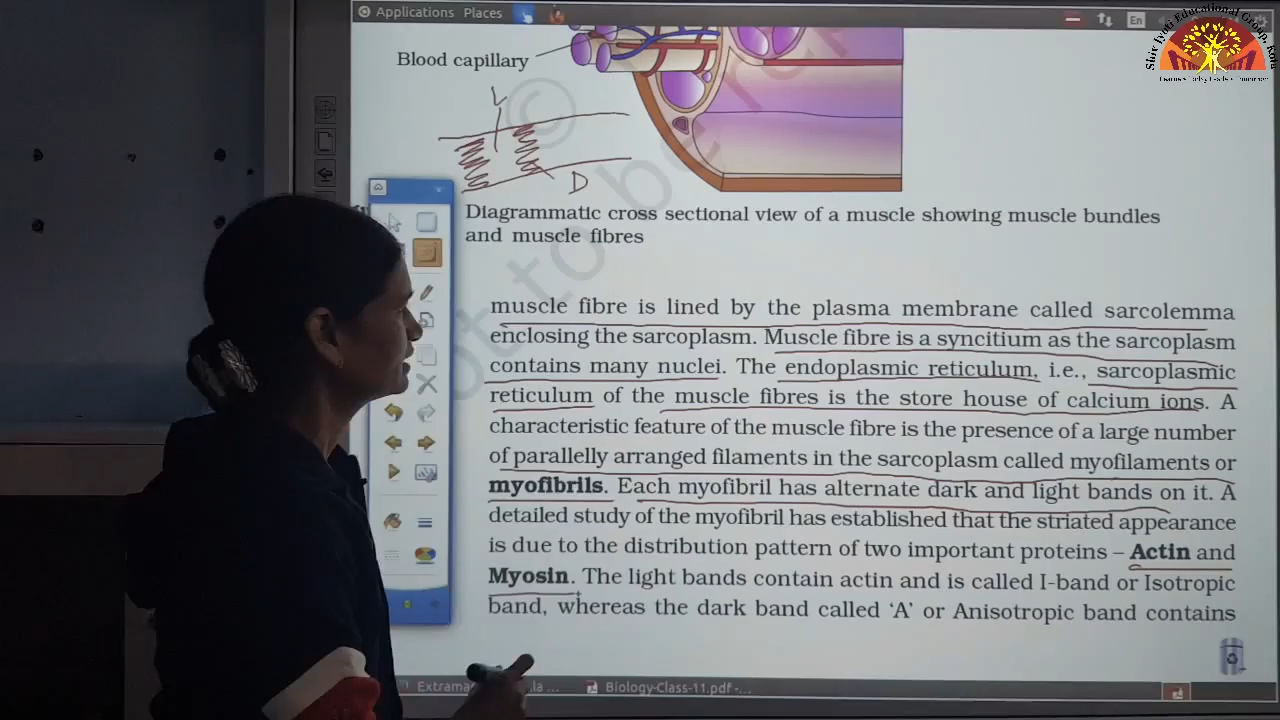 Applications Places
En
Shiv Jyoti Educational Group, Kota
Blood capillary
L
D
Diagrammatic cross sectional view of a muscle showing muscle bundles
and muscle fibres
muscle fibre is lined by the plasma membrane called sarcolemma
enclosing the sarcoplasm. Muscle fibre is a syncitium as the sarcoplasm
contains many nuclei. The endoplasmic reticulum, i.e., sarcoplasmic
reticulum of the muscle fibres is the store house of calcium ions. A
characteristic feature of the muscle fibre is the presence of a large number
of parallelly arranged filaments in the sarcoplasm called myofilaments or
myofibrils. Each myofibril has alternate dark and light bands on it. A
detailed study of the myofibril has established that the striated appearance
is due to the distribution pattern of two important proteins – Actin and
Myosin. The light bands contain actin and is called I-band or Isotropic
band, whereas the dark band called ‘A’ or Anisotropic band contains
Biology-Class-11.pdf -...